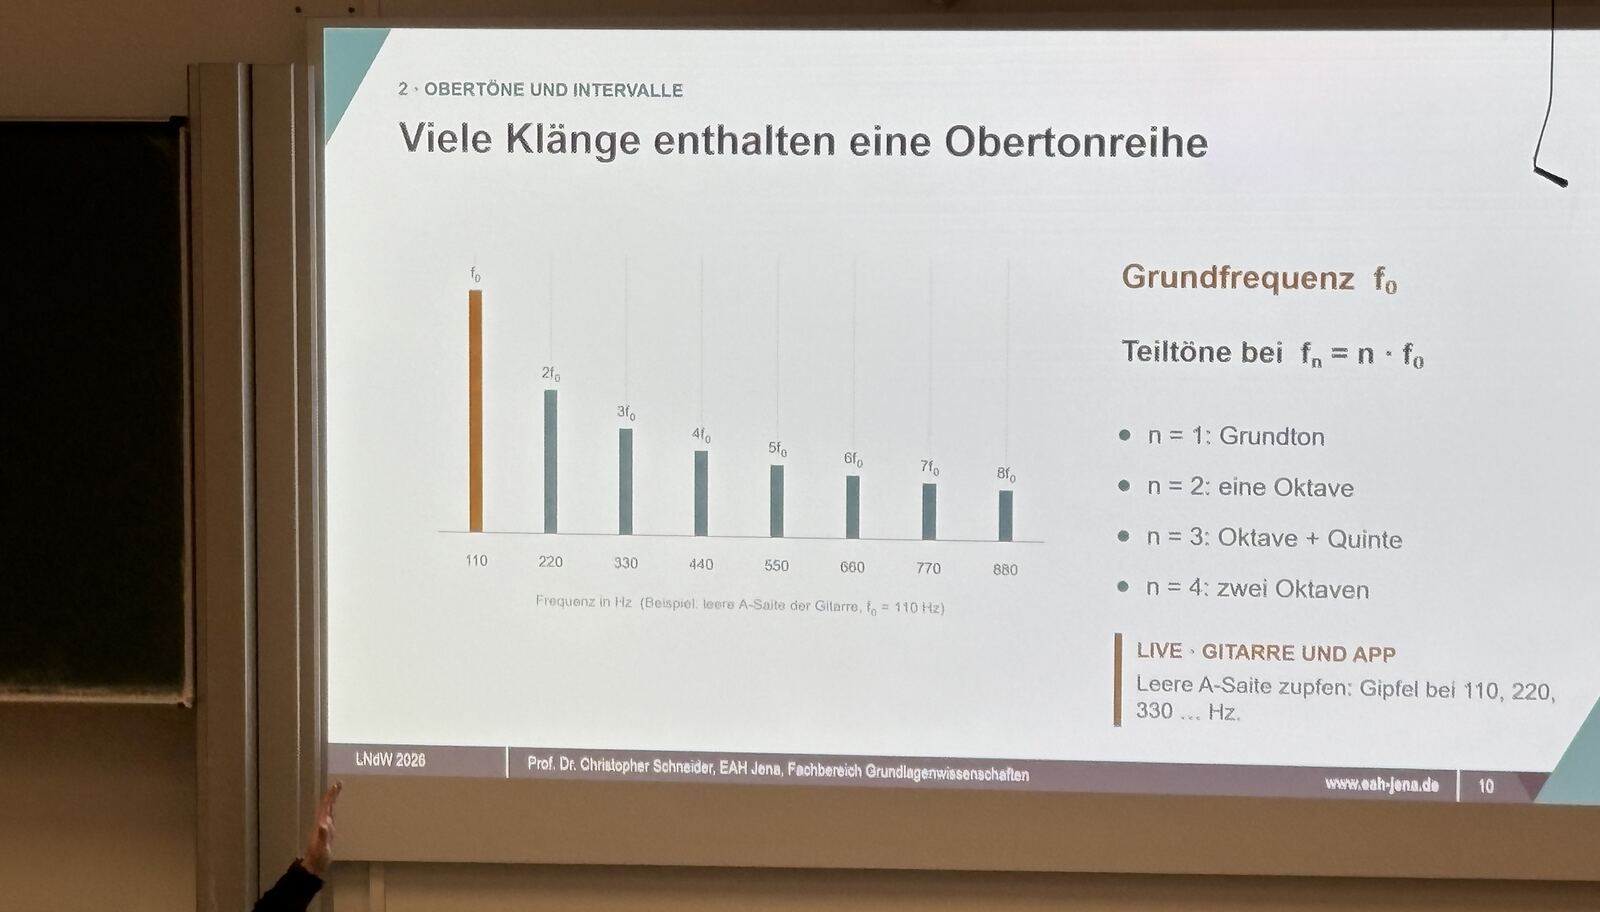 2 · OBERTÖNE UND INTERVALLE
Viele Klänge enthalten eine Obertonreihe
f₀
2f₀
3f₀
4f₀
5f₀
6f₀
7f₀
8f₀
110 220 330 440 550 660 770 880
Frequenz in Hz (Beispiel: leere A-Saite der Gitarre, f₀ = 110 Hz)
Grundfrequenz f₀
Teiltöne bei fₙ = n · f₀
● n = 1: Grundton
● n = 2: eine Oktave
● n = 3: Oktave + Quinte
● n = 4: zwei Oktaven
LIVE · GITARRE UND APP
Leere A-Saite zupfen: Gipfel bei 110, 220,
330 ... Hz.
LNdW 2026
Prof. Dr. Christopher Schneider, EAH Jena, Fachbereich Grundlagenwissenschaften
www.eah-jena.de
10